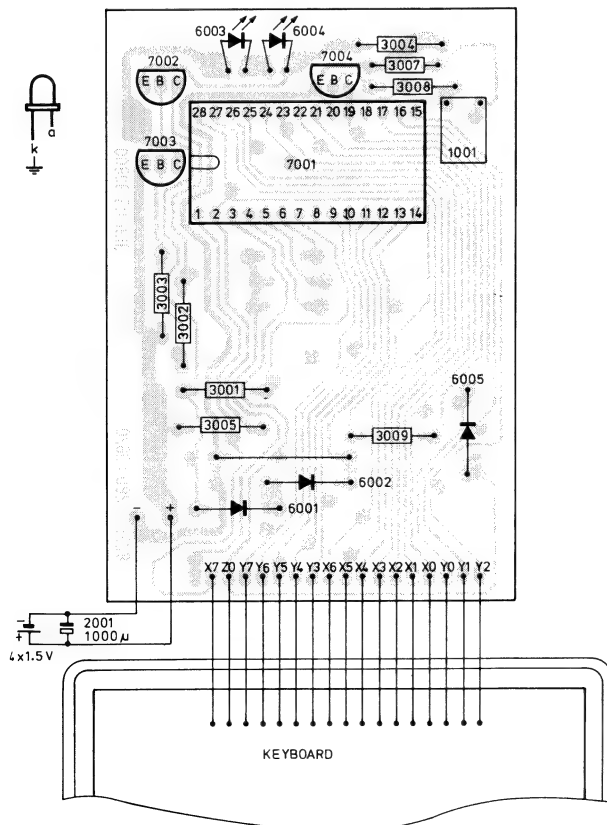 6003 6004
7002 7004 3004
3007
E B C E B C 3008
a
k
28 27 26 25 24 23 22 21 20 19 18 17 16 15
7003
E B C 7001 1001
1 2 3 4 5 6 7 8 9 10 11 12 13 14
3003
3002
6005
3001
3005 3009
6002
6001
- +
X7 Z0 Y7 Y6 Y5 Y4 Y3 X6 X5 X4 X3 X2 X1 X0 Y0 Y1 Y2
- 2001
+ 1000 μ
4x1.5V
KEYBOARD